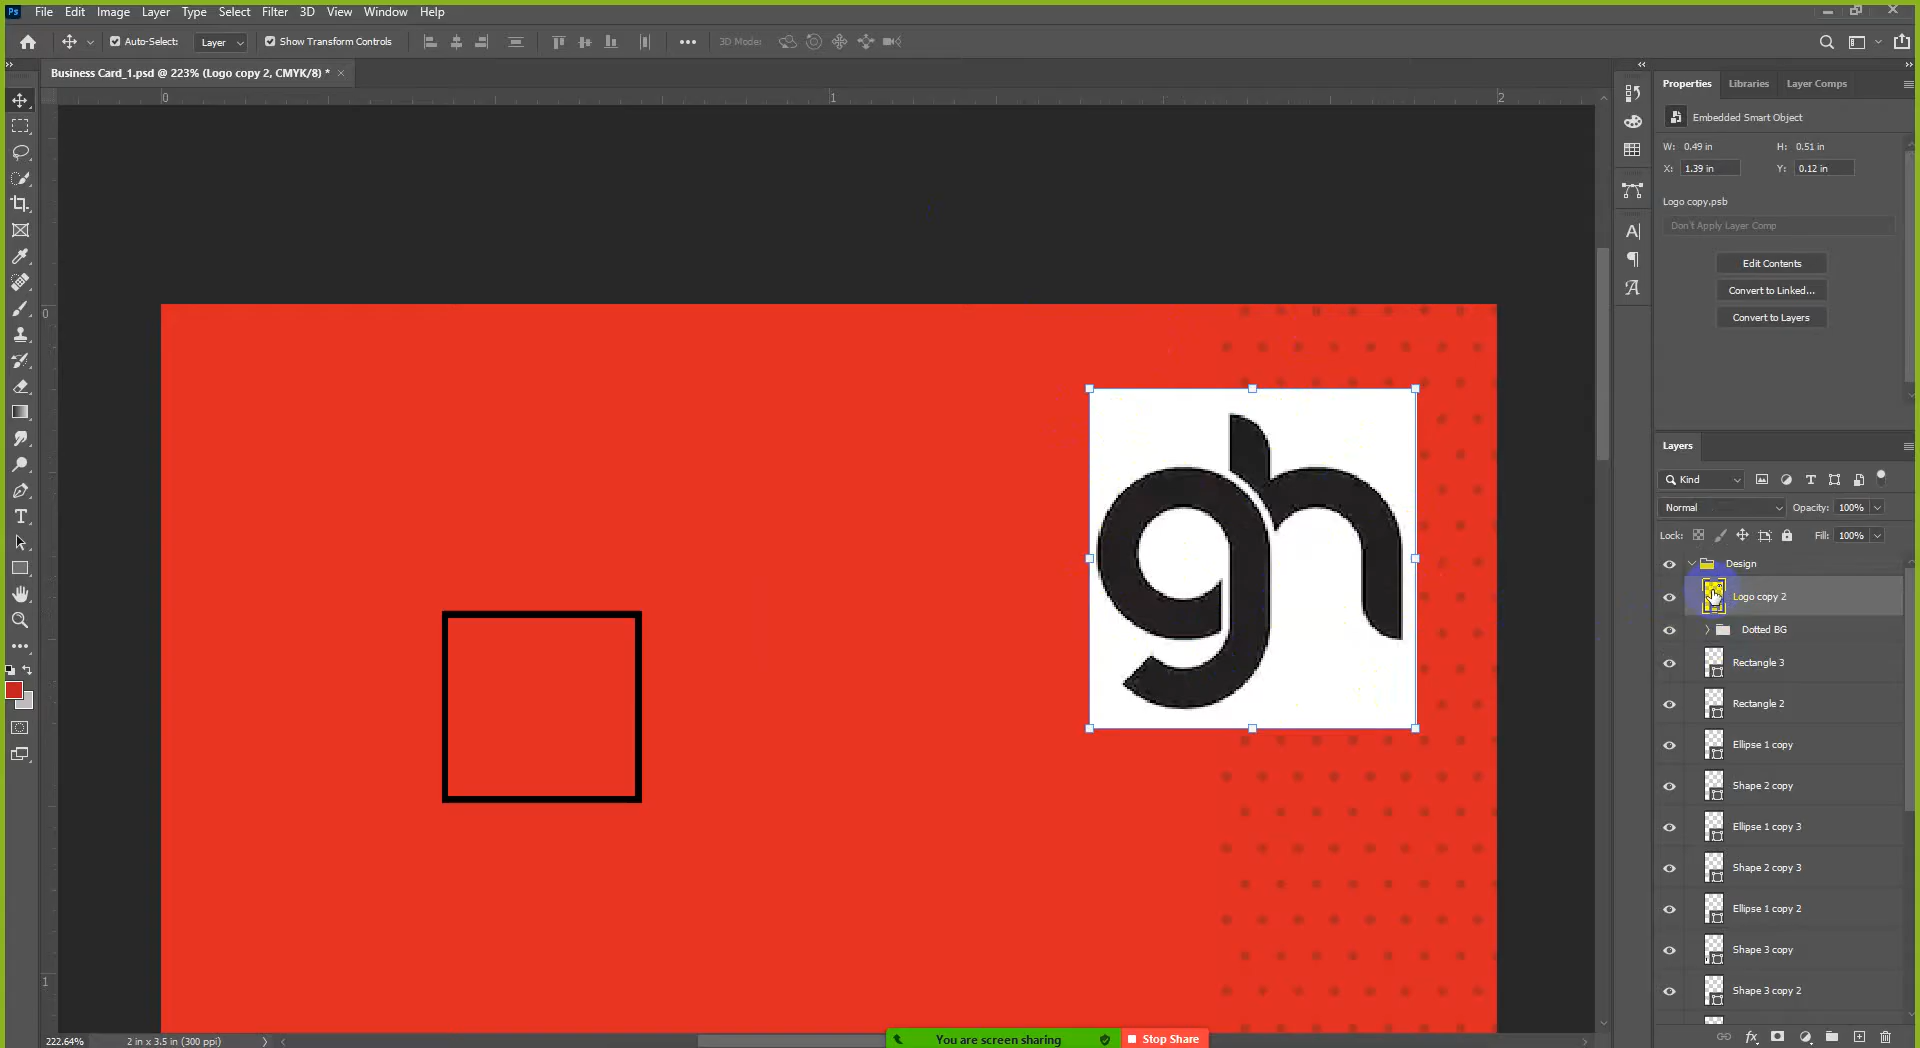 Ps File Edit Image Layer Type Select Filter 3D View Window Help
Auto-Select: Layer Show Transform Controls 3D Mode:
Business Card_1.psd @ 223% (Logo copy 2, CMYK/8) *
0 1 2
0
1
gh
Properties Libraries Layer Comps
Embedded Smart Object
W: 0.49 in H: 0.51 in
X: 1.39 in Y: 0.12 in
Logo copy.psb
Don't Apply Layer Comp
Edit Contents
Convert to Linked...
Convert to Layers
Layers
Kind
Normal Opacity: 100%
Lock: Fill: 100%
Design
Logo copy 2
Dotted BG
Rectangle 3
Rectangle 2
Ellipse 1 copy
Shape 2 copy
Ellipse 1 copy 3
Shape 2 copy 3
Ellipse 1 copy 2
Shape 3 copy
Shape 3 copy 2
222.64% 2 in x 3.5 in (300 ppi)
You are screen sharing Stop Share